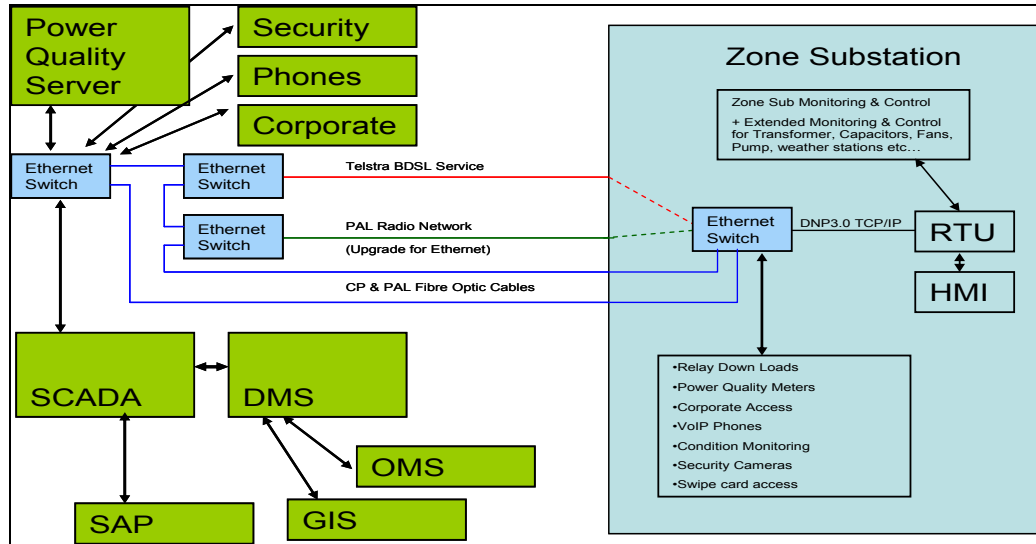 Power
Quality
Server
Security
Phones
Corporate
Ethernet
Switch
Ethernet
Switch
Ethernet
Switch
Telstra BDSL Service
PAL Radio Network
(Upgrade for Ethernet)
CP & PAL Fibre Optic Cables
SCADA
DMS
OMS
SAP
GIS
Zone Substation
Zone Sub Monitoring & Control
+ Extended Monitoring & Control
for Transformer, Capacitors, Fans,
Pump, weather stations etc…
Ethernet
Switch
DNP3.0 TCP/IP
RTU
HMI
•Relay Down Loads
•Power Quality Meters
•Corporate Access
•VoIP Phones
•Condition Monitoring
•Security Cameras
•Swipe card access